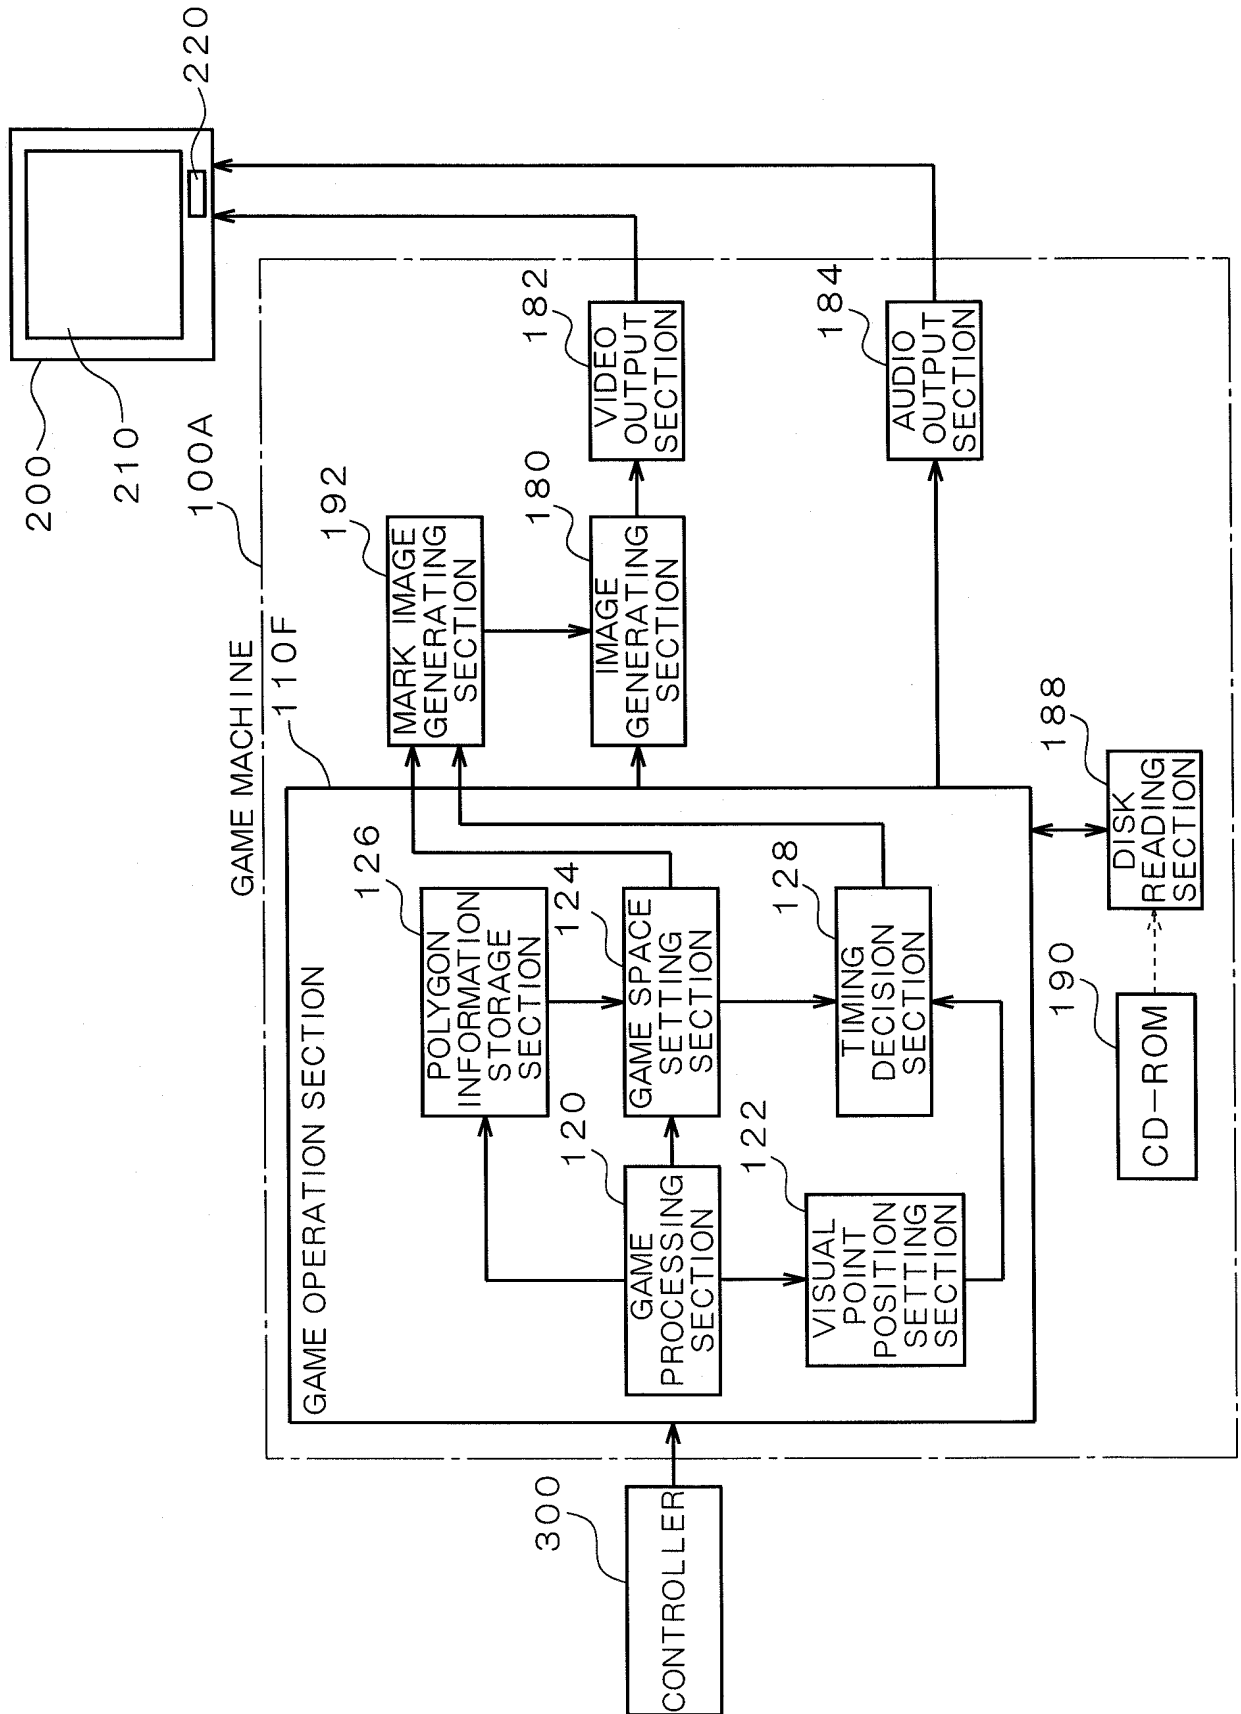 200
210
220
100A
GAME MACHINE
110F
GAME OPERATION SECTION
300
CONTROLLER
120
GAME
PROCESSING
SECTION
126
POLYGON
INFORMATION
STORAGE
SECTION
124
GAME SPACE
SETTING
SECTION
122
VISUAL
POINT
POSITION
SETTING
SECTION
128
TIMING
DECISION
SECTION
192
MARK IMAGE
GENERATING
SECTION
180
IMAGE
GENERATING
SECTION
182
VIDEO
OUTPUT
SECTION
184
AUDIO
OUTPUT
SECTION
188
DISK
READING
SECTION
190
CD-ROM